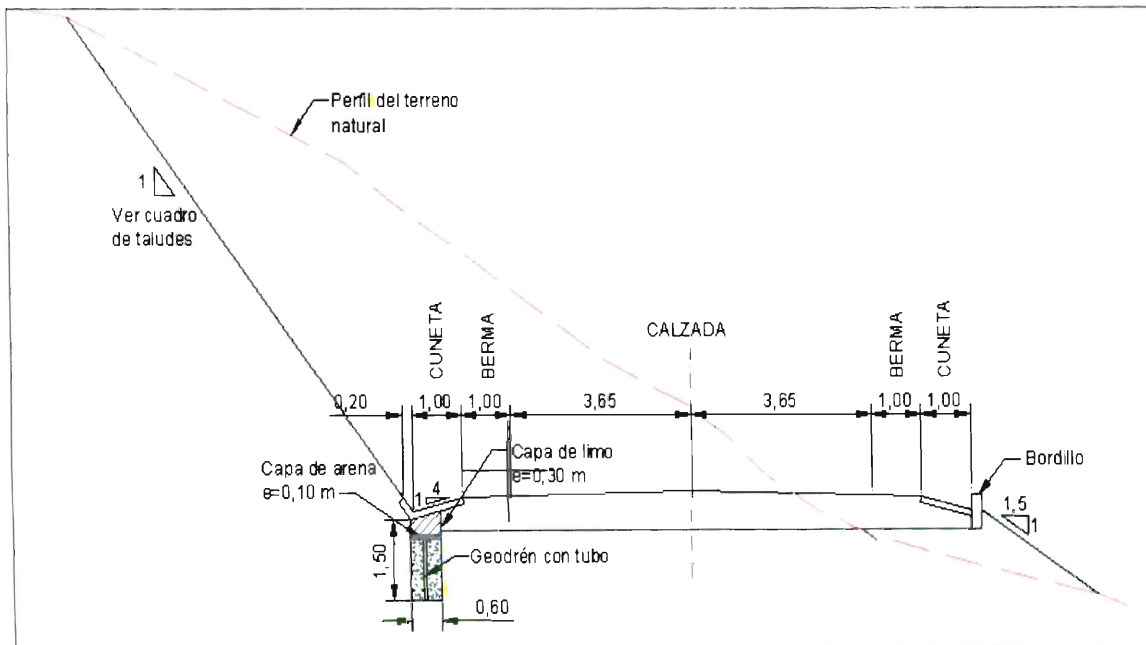 Perfil del terreno
natural
1
Ver cuadro
de taludes
CUNETA
BERMA
CALZADA
BERMA
CUNETA
0,20
1,00
1,00
3,65
3,65
1,00
1,00
Capa de arena
e=0,10 m
1
4
Capa de limo
e=0,30 m
Bordillo
1,5
1
1,50
Geodrén con tubo
0,60